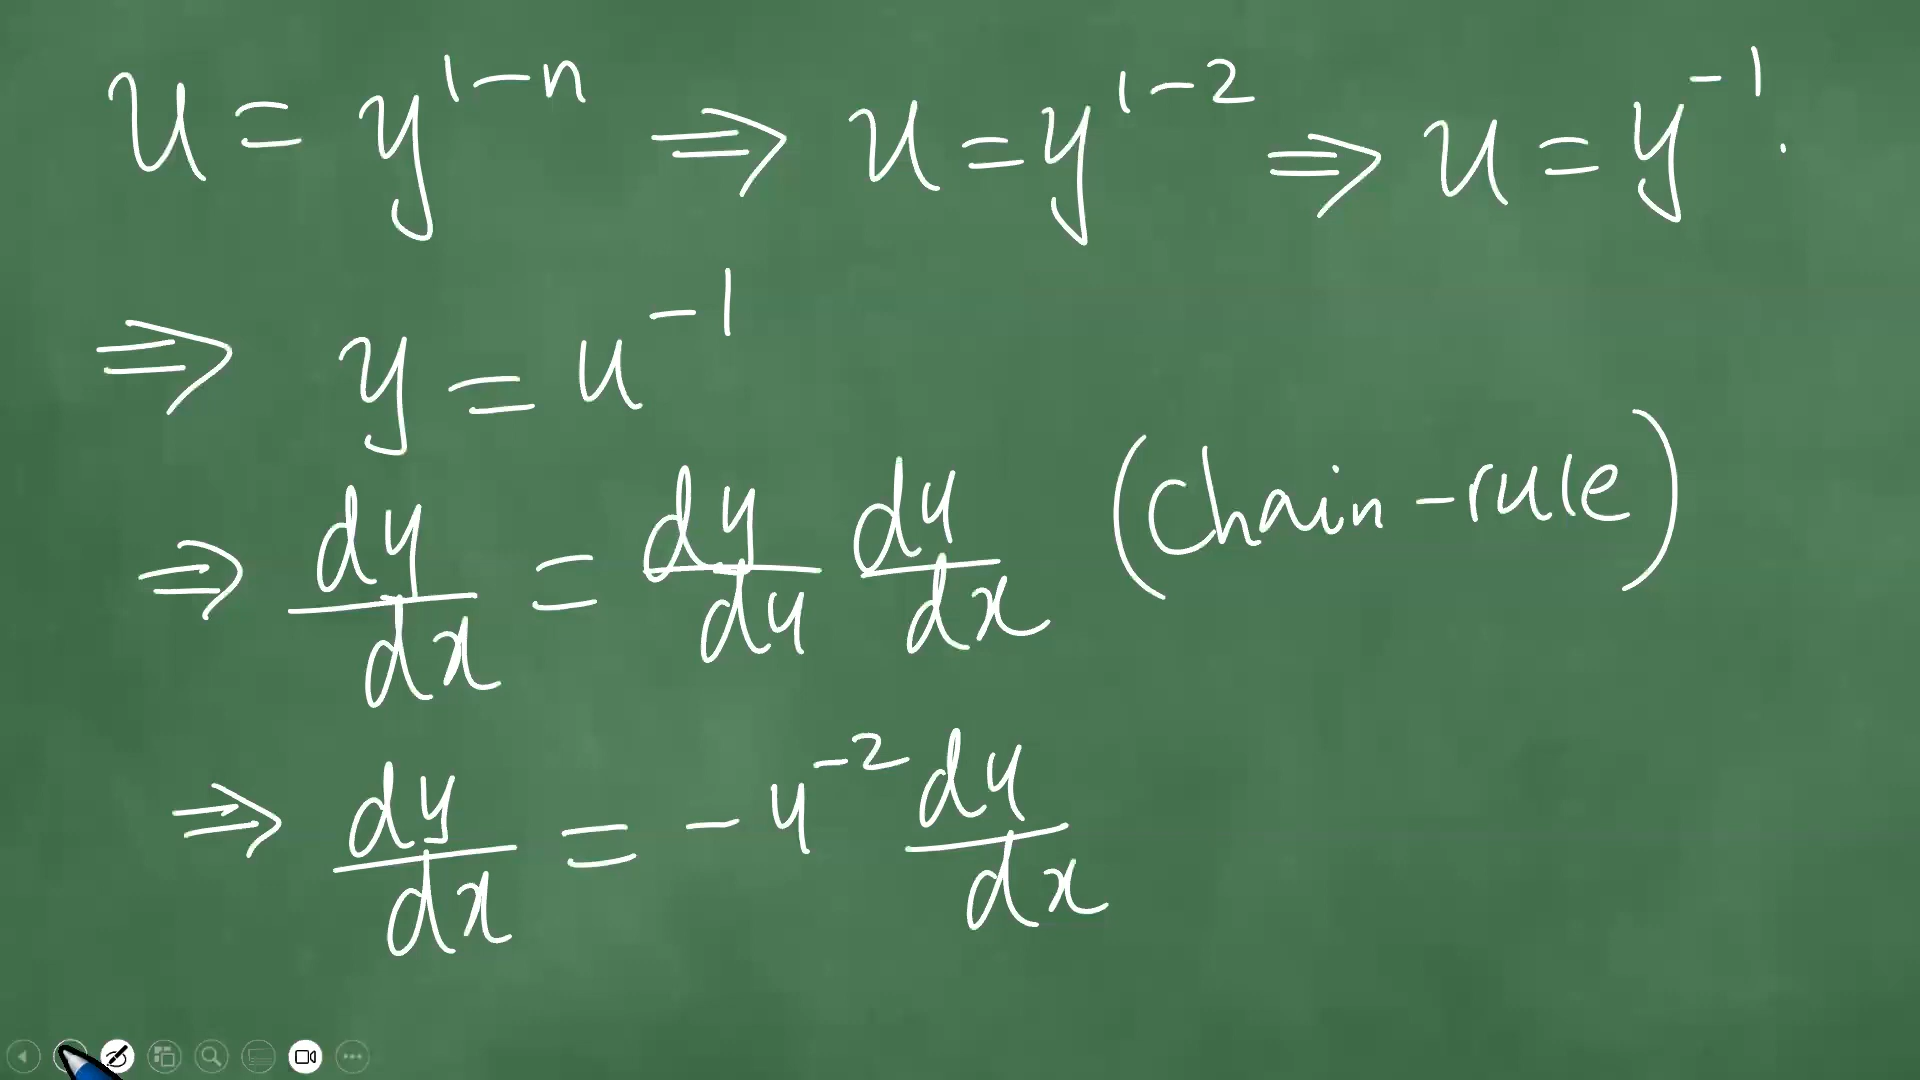 u = y^{1-n} ⇒ u = y^{1-2} ⇒ u = y^{-1}.
⇒ y = u^{-1}
⇒ dy/dx = dy/du du/dx (chain-rule)
⇒ dy/dx = -u^{-2} du/dx